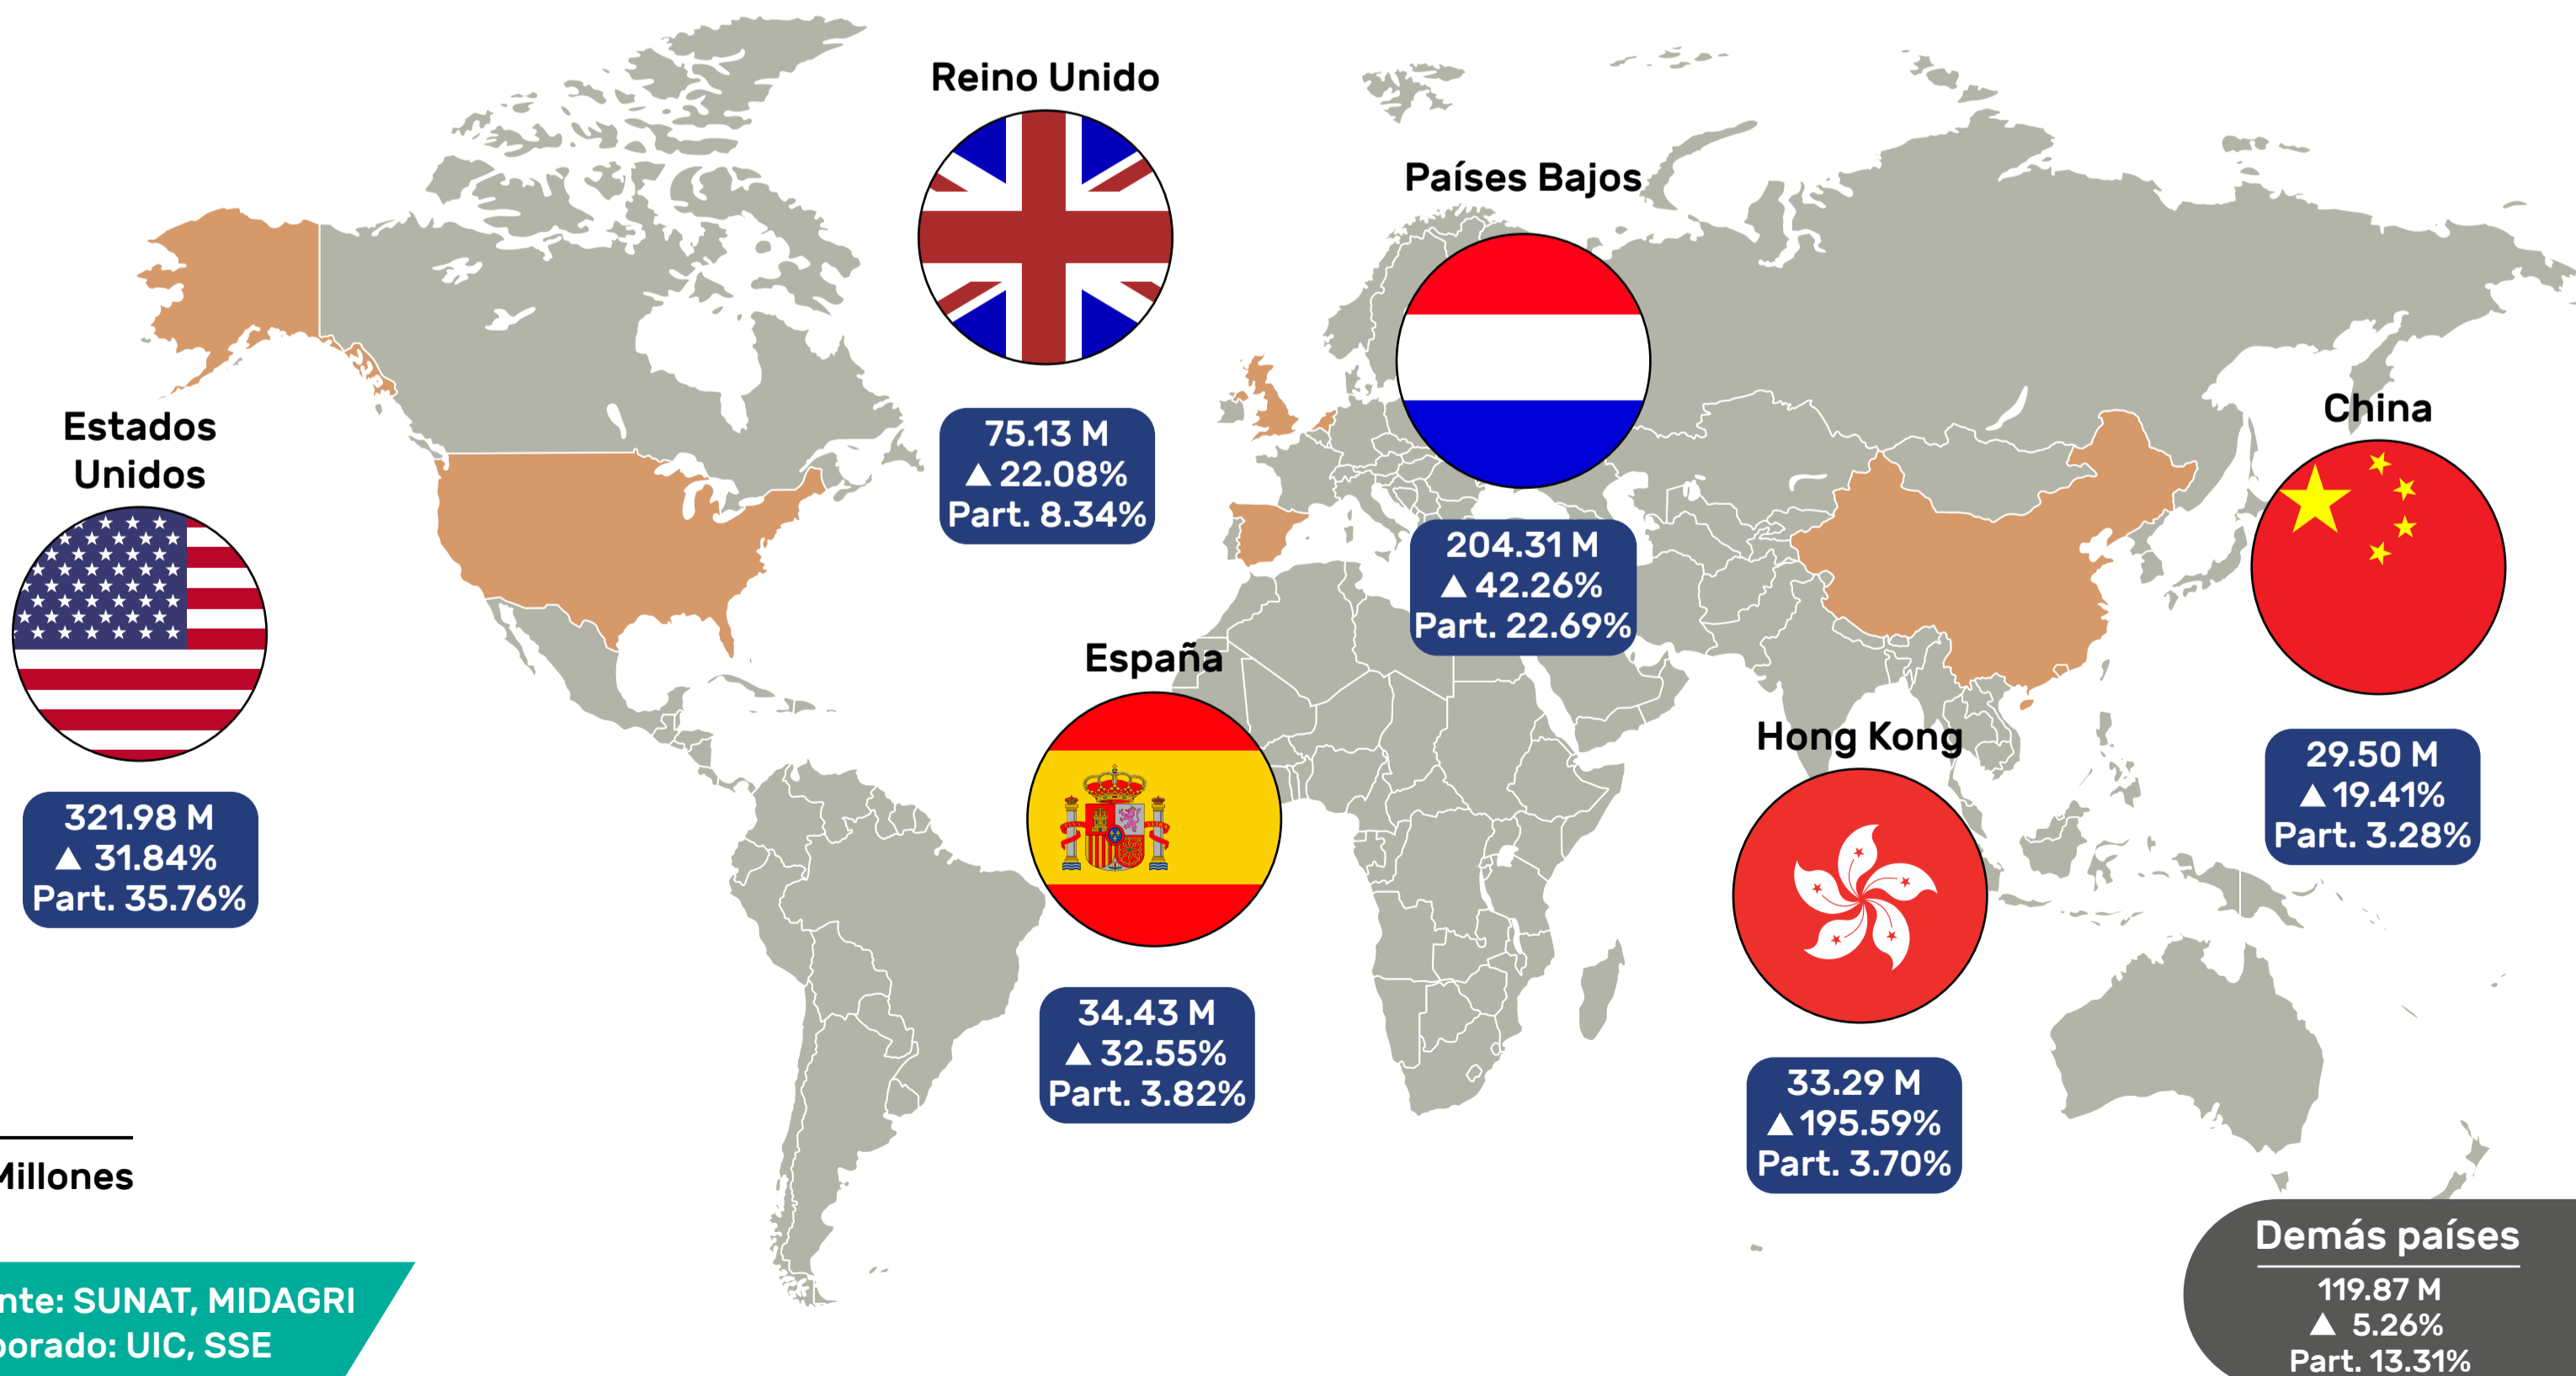 Reino Unido
75.13 M
▲ 22.08%
Part. 8.34%
Países Bajos
204.31 M
▲ 42.26%
Part. 22.69%
China
29.50 M
▲ 19.41%
Part. 3.28%
Estados
Unidos
321.98 M
▲ 31.84%
Part. 35.76%
España
34.43 M
▲ 32.55%
Part. 3.82%
Hong Kong
33.29 M
▲ 195.59%
Part. 3.70%
Millones
nte: SUNAT, MIDAGRI
orado: UIC, SSE
Demás países
119.87 M
▲ 5.26%
Part. 13.31%